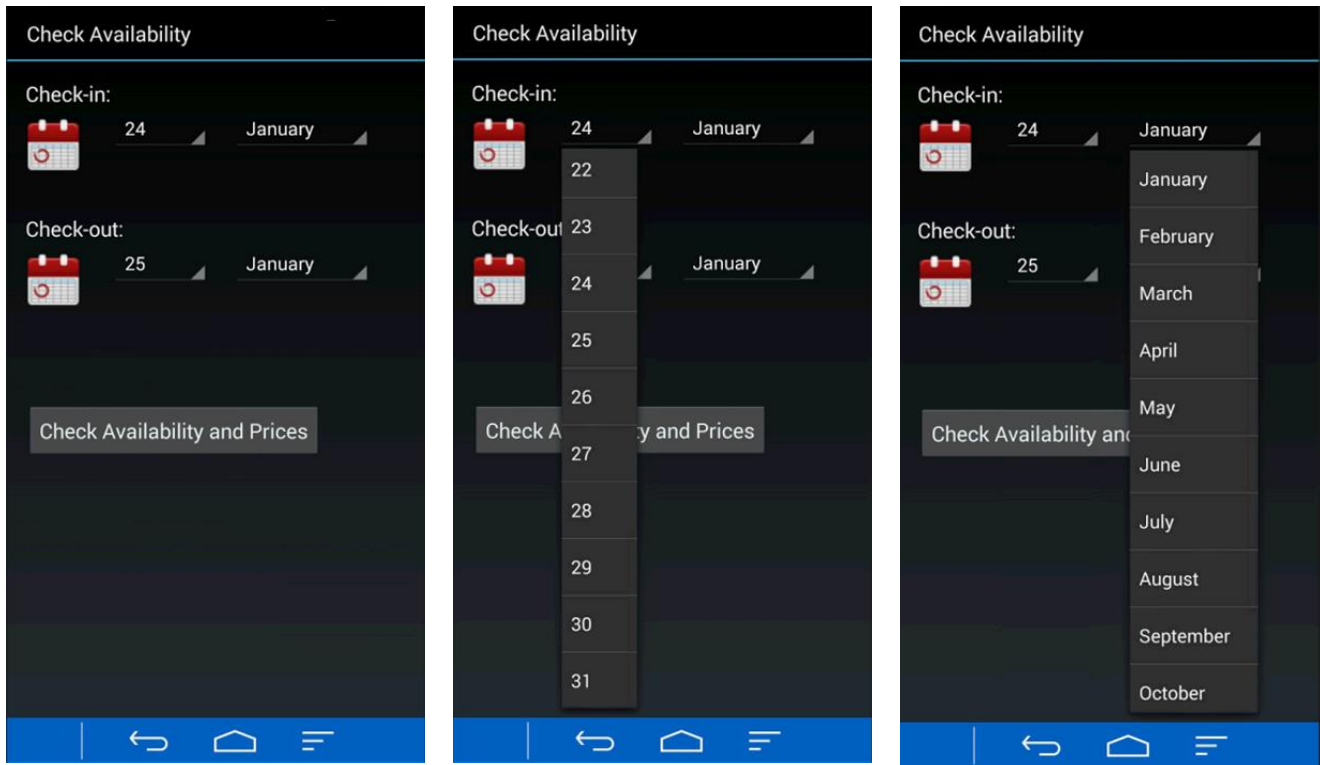 Check Availability
Check-in:
24 January
Check-out:
25 January
Check Availability and Prices
Check Availability
Check-in:
24 January
22
Check-out 23
January
24
25
26
Check A y and Prices
27
28
29
30
31
Check Availability
Check-in:
24 January
January
Check-out:
February
25
March
April
May
Check Availability and
June
July
August
September
October